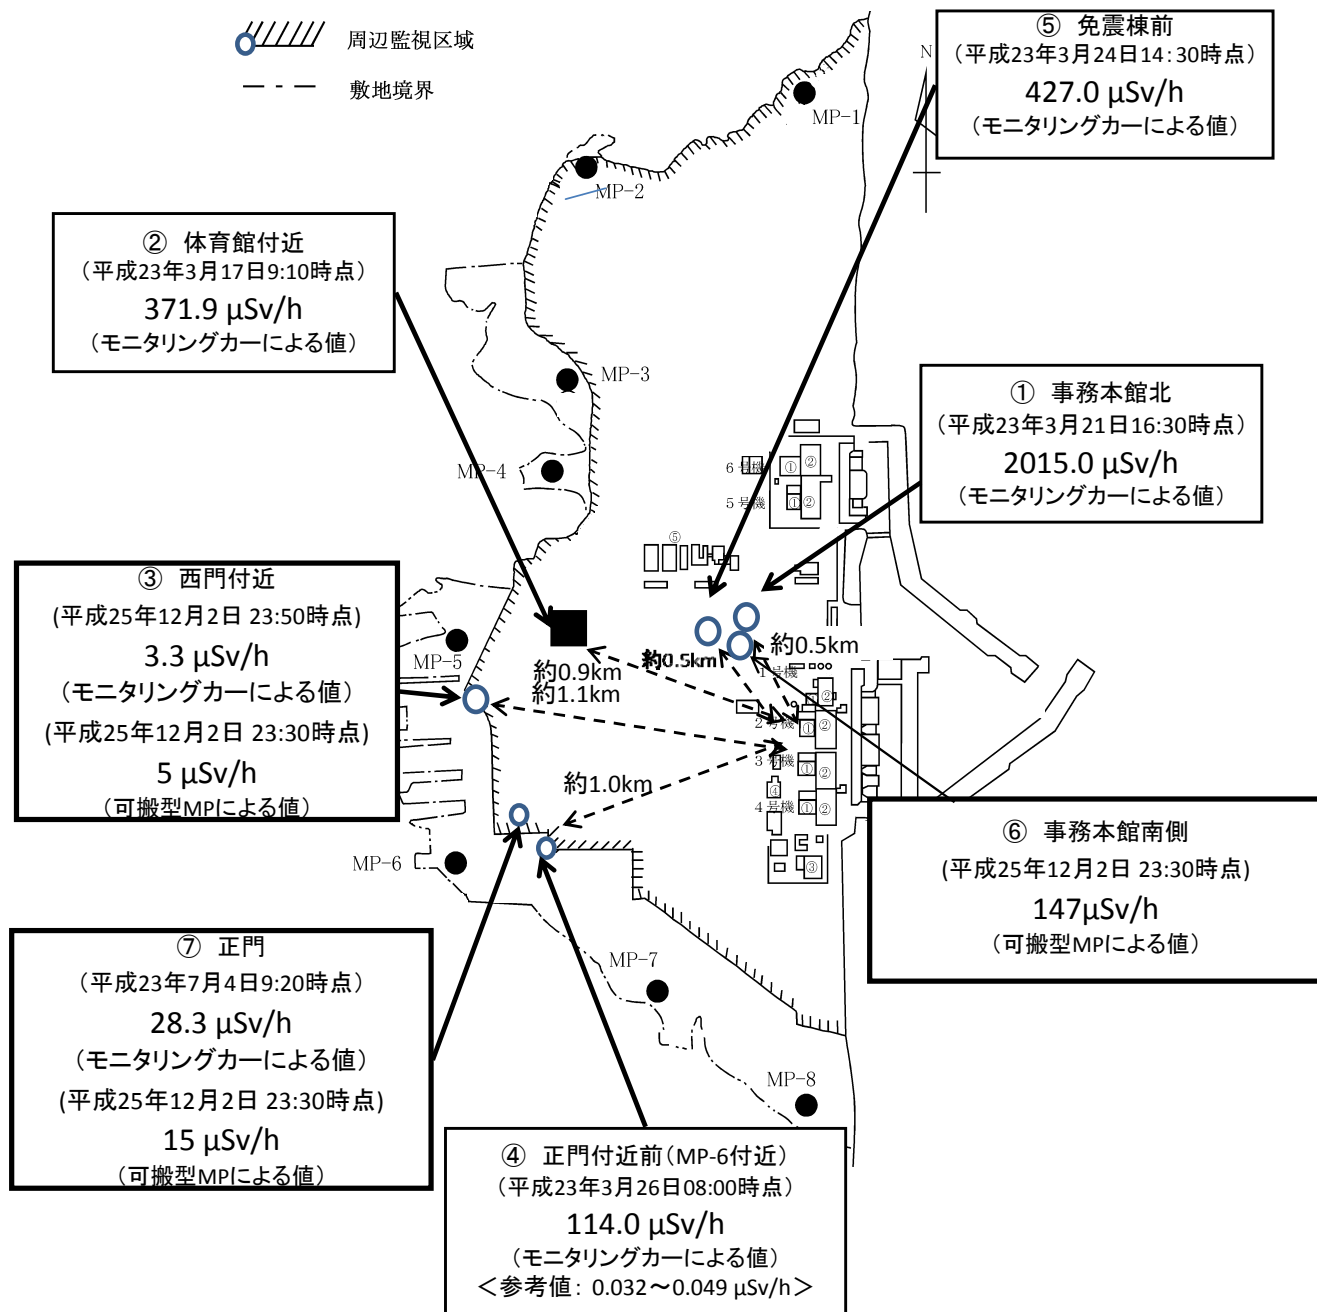 周辺監視区域
敷地境界
⑤ 免震棟前
（平成23年3月24日14:30時点）
427.0 μSv/h
（モニタリングカーによる値）
N
MP-1
MP-2
② 体育館付近
（平成23年3月17日9:10時点）
371.9 μSv/h
（モニタリングカーによる値）
MP-3
① 事務本館北
（平成23年3月21日16:30時点）
2015.0 μSv/h
（モニタリングカーによる値）
MP-4
6号機
①
②
5号機
①
②
⑤
③ 西門付近
(平成25年12月2日 23:50時点)
3.3 μSv/h
（モニタリングカーによる値）
(平成25年12月2日 23:30時点)
5 μSv/h
（可搬型MPによる値）
MP-5
約0.9km
約1.1km
約0.5km
約0.5km
1号機
②
2号機
①
②
3号機
①
②
④
4号機
①
②
③
約1.0km
MP-6
⑥ 事務本館南側
(平成25年12月2日 23:30時点)
147μSv/h
（可搬型MPによる値）
⑦ 正門
（平成23年7月4日9:20時点）
28.3 μSv/h
（モニタリングカーによる値）
(平成25年12月2日 23:30時点)
15 μSv/h
（可搬型MPによる値）
MP-7
MP-8
④ 正門付近前（MP-6付近）
（平成23年3月26日08:00時点）
114.0 μSv/h
（モニタリングカーによる値）
＜参考値: 0.032～0.049 μSv/h＞